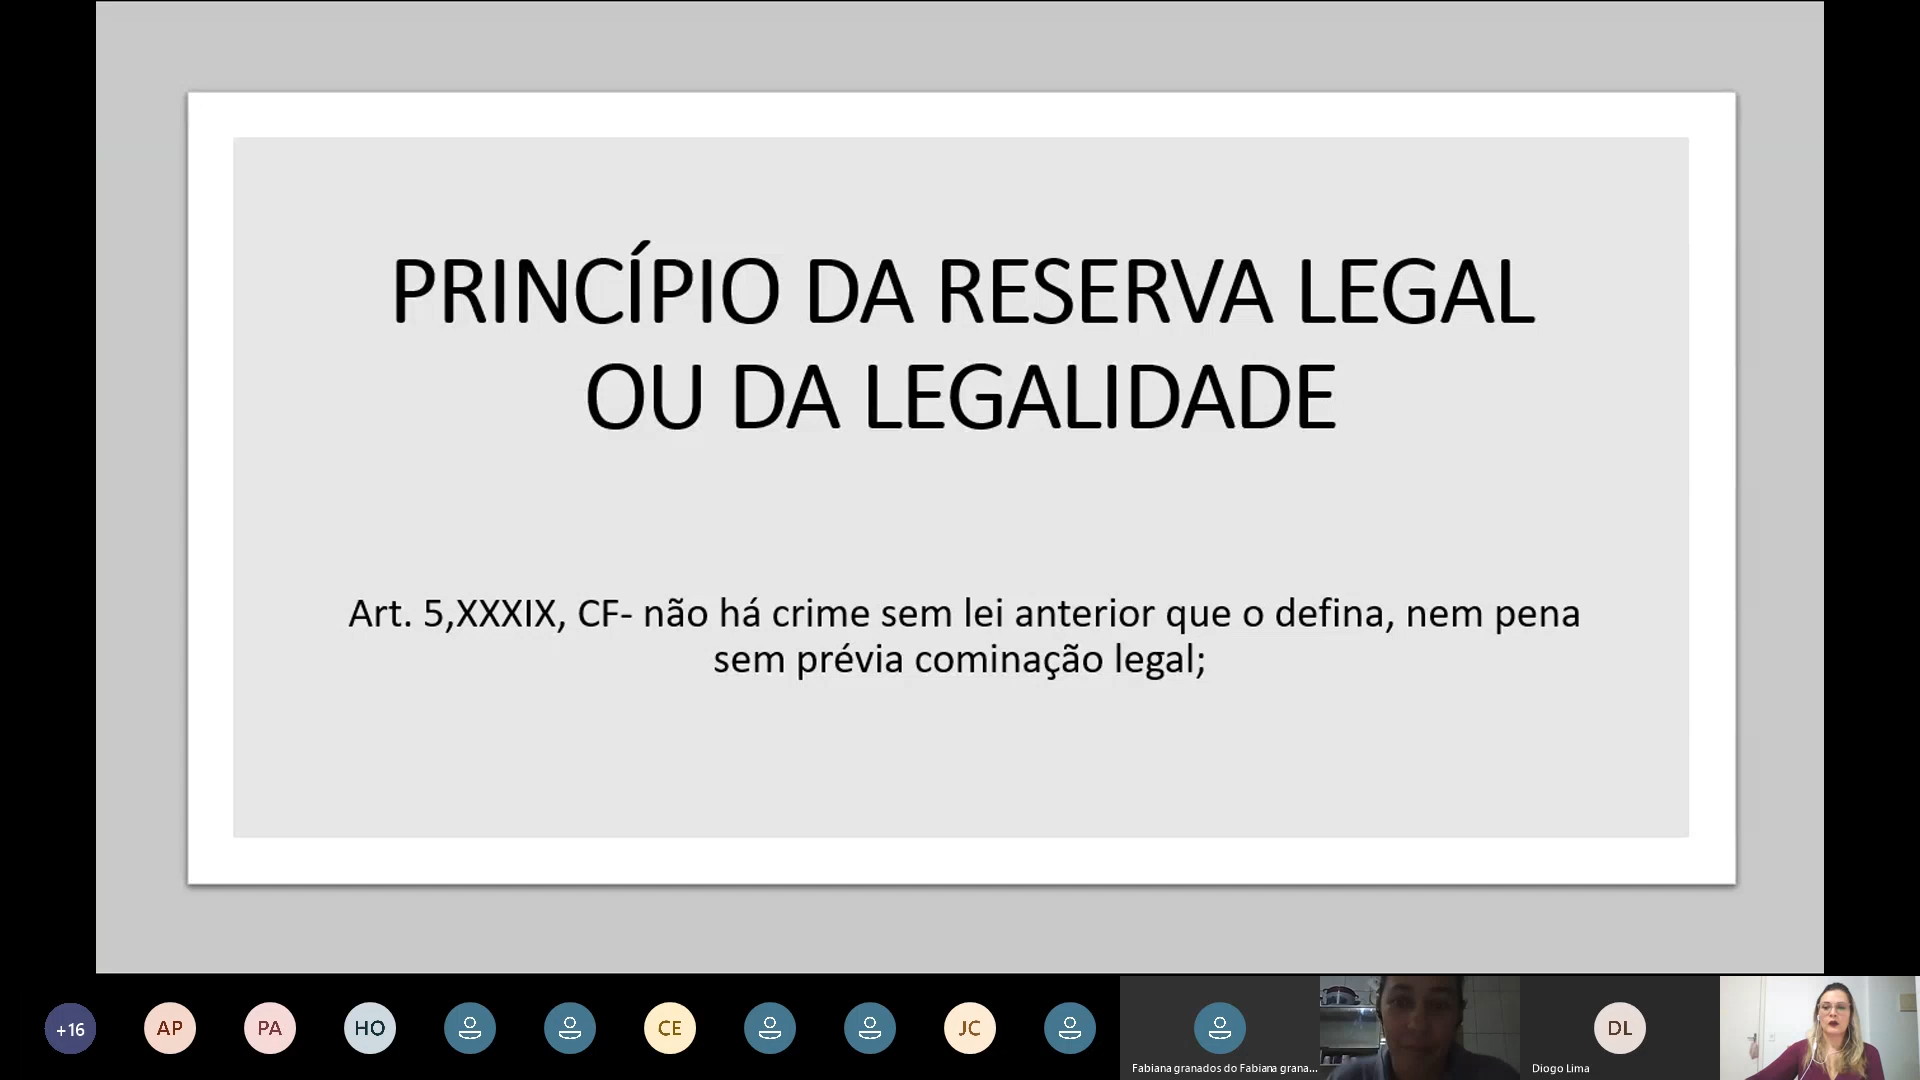 PRINCÍPIO DA RESERVA LEGAL
OU DA LEGALIDADE
Art. 5,XXXIX, CF- não há crime sem lei anterior que o defina, nem pena
sem prévia cominação legal;
+16
AP
PA
HO
CE
JC
Fabiana granados do Fabiana grana...
DL
Diogo Lima